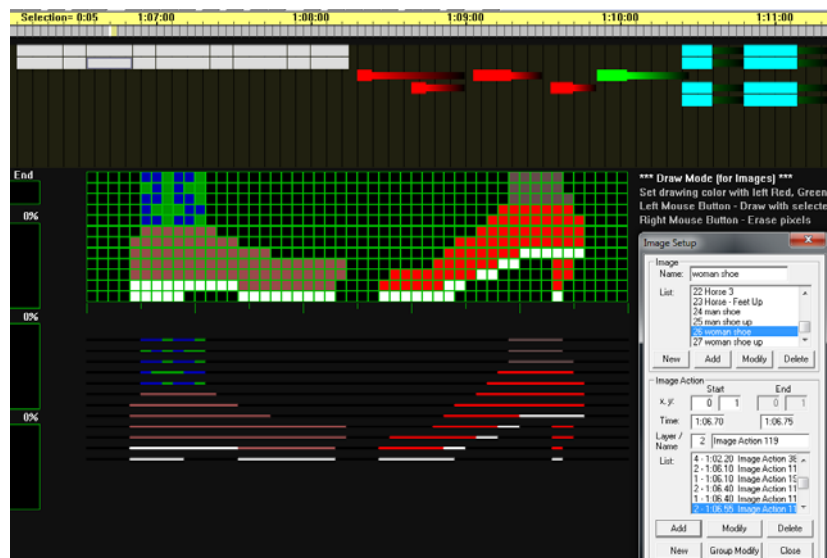 Selection= 0:05 1:07:00 1:08:00 1:09:00 1:10:00 1:11:00
End
0%
0%
0%
*** Draw Mode (for Images) ***
Set drawing color with left Red, Green
Left Mouse Button - Draw with selecte
Right Mouse Button - Erase pixels
Image Setup
Image
Name: woman shoe
List: 22 Horse 3
23 Horse - Feet Up
24 man shoe
25 man shoe up
26 woman shoe
27 woman shoe up
New Add Modify Delete
Image Action
Start End
x, y: 0 1 0 1
Time: 1:06.70 1:06.75
Layer / Name 2 Image Action 119
List: 4 - 1:02.20 Image Action 3
2 - 1:06.10 Image Action 11
1 - 1:06.10 Image Action
2 - 1:06.40 Image Action 11
1 - 1:06.40 Image Action 11
2 - 1:06.55 Image Action 11
Add Modify Delete
New Group Modify Close